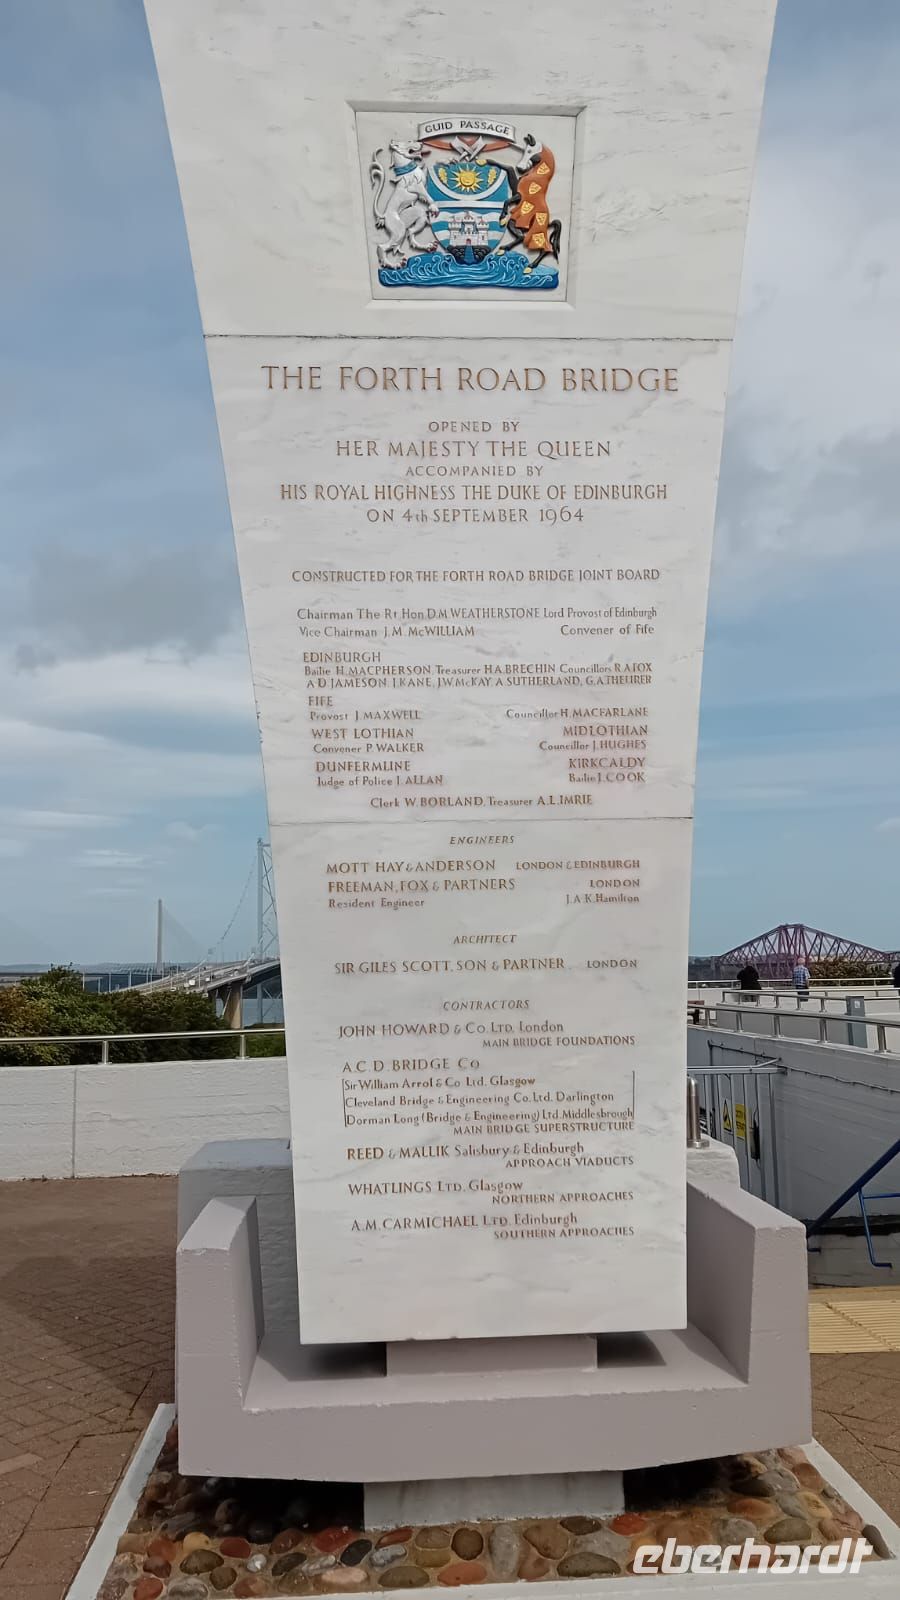 GUID PASSAGE
THE FORTH ROAD BRIDGE
OPENED BY
HER MAJESTY THE QUEEN
ACCOMPANIED BY
HIS ROYAL HIGHNESS THE DUKE OF EDINBURGH
ON 4th SEPTEMBER 1964
CONSTRUCTED FOR THE FORTH ROAD BRIDGE JOINT BOARD
Chairman The Rt Hon D.M. WEATHERSTONE Lord Provost of Edinburgh
Vice Chairman J.M. McWILLIAM Convener of Fife
EDINBURGH
Bailie H. MACPHERSON, Treasurer H.A. BRECHIN Councillors R.A. FOX
A.D. JAMESON, J. KANE, J.W. McKAY, A SUTHERLAND, G.A. THEURER
FIFE
Provost J. MAXWELL Councillor H. MACFARLANE
WEST LOTHIAN MIDLOTHIAN
Convener P. WALKER Councillor J. HUGHES
DUNFERMLINE KIRKCALDY
Judge of Police J. ALLAN Bailie J. COOK
Clerk W. BORLAND, Treasurer A.L. IMRIE
ENGINEERS
MOTT HAY & ANDERSON LONDON & EDINBURGH
FREEMAN, FOX & PARTNERS LONDON
Resident Engineer J.A.K. Hamilton
ARCHITECT
SIR GILES SCOTT, SON & PARTNER. LONDON
CONTRACTORS
JOHN HOWARD & Co. LTD. London
MAIN BRIDGE FOUNDATIONS
A.C.D. BRIDGE Co
Sir William Arrol & Co Ltd. Glasgow
Cleveland Bridge & Engineering Co. Ltd. Darlington
Dorman Long (Bridge & Engineering) Ltd. Middlesbrough
MAIN BRIDGE SUPERSTRUCTURE
REED & MALLIK Salisbury & Edinburgh
APPROACH VIADUCTS
WHATLINGS LTD. Glasgow
NORTHERN APPROACHES
A.M. CARMICHAEL LTD. Edinburgh
SOUTHERN APPROACHES
eberhardt